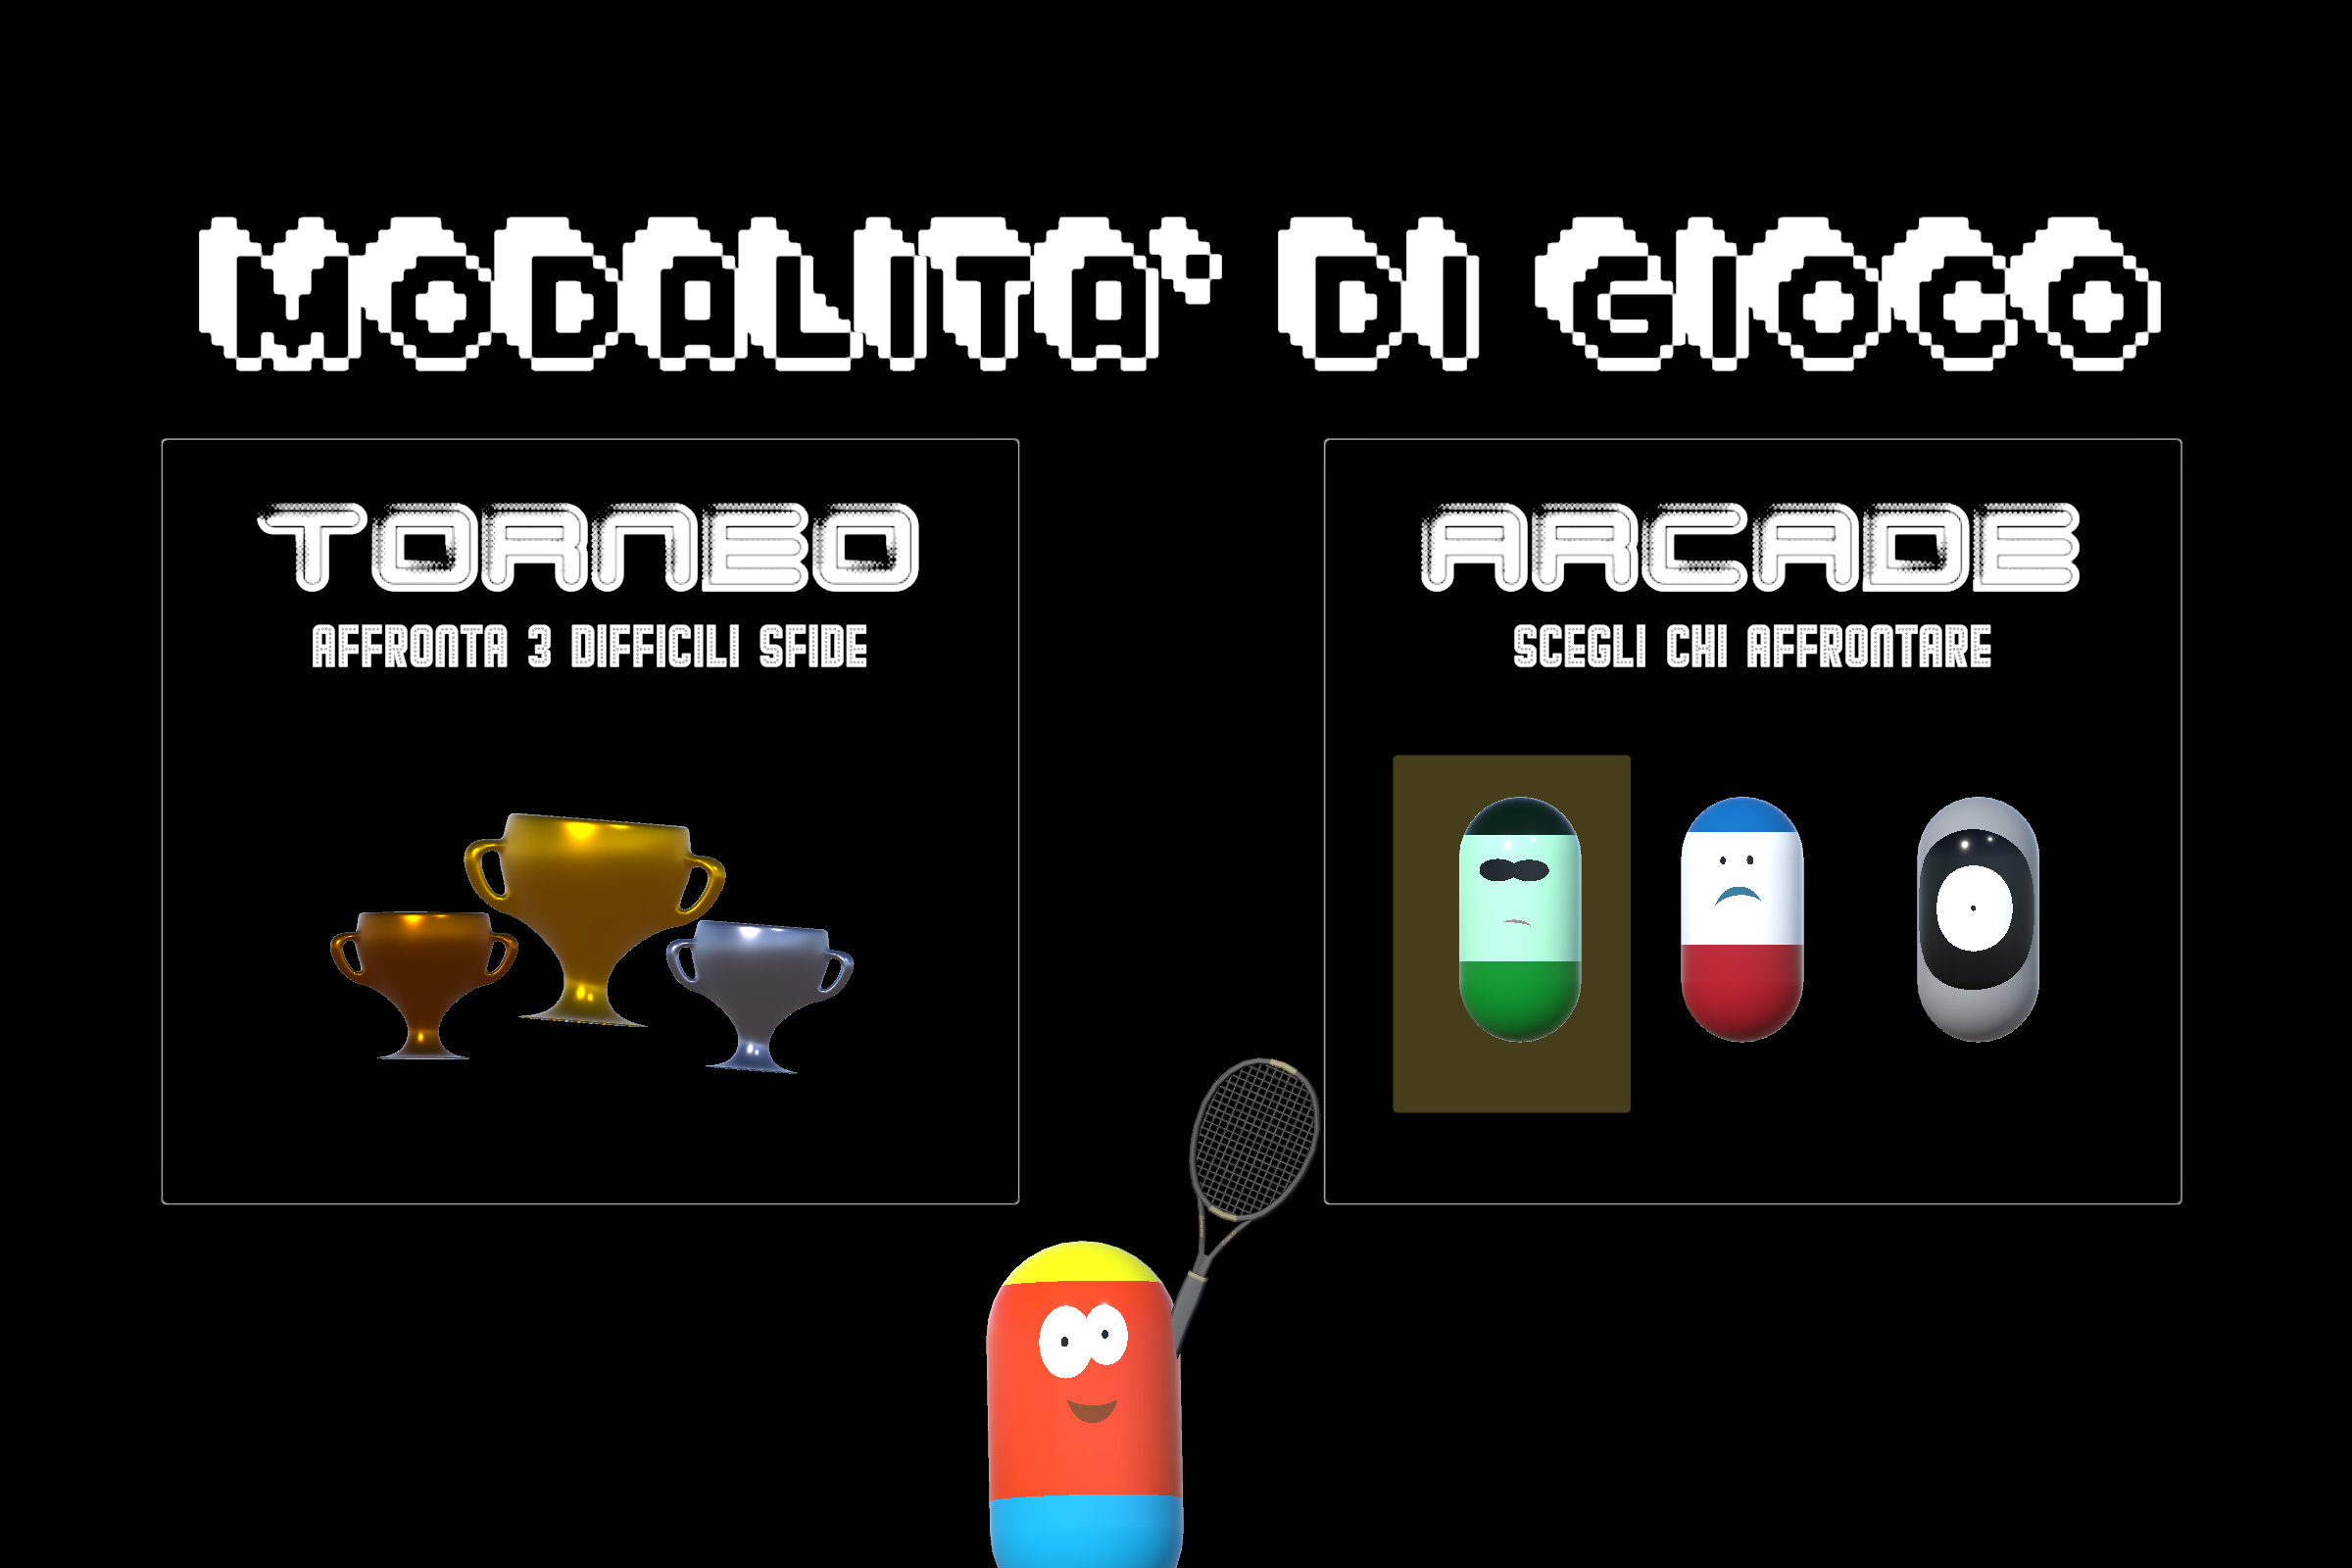 MODALITA' DI GIOCO
TORNEO
AFFRONTA 3 DIFFICILI SFIDE
ARCADE
SCEGLI CHI AFFRONTARE